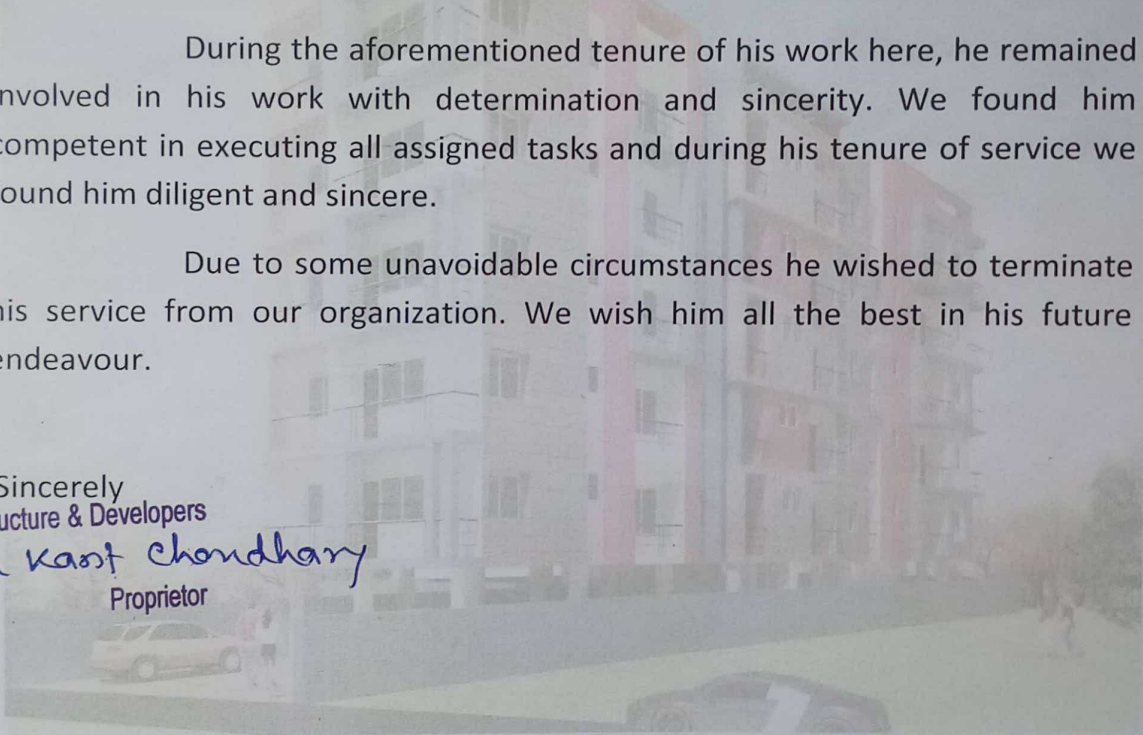 During the aforementioned tenure of his work here, he remained
nvolved in his work with determination and sincerity. We found him
competent in executing all assigned tasks and during his tenure of service we
ound him diligent and sincere.
Due to some unavoidable circumstances he wished to terminate
his service from our organization. We wish him all the best in his future
endeavour.
Sincerely
ucture & Developers
Kant Choudhary
Proprietor